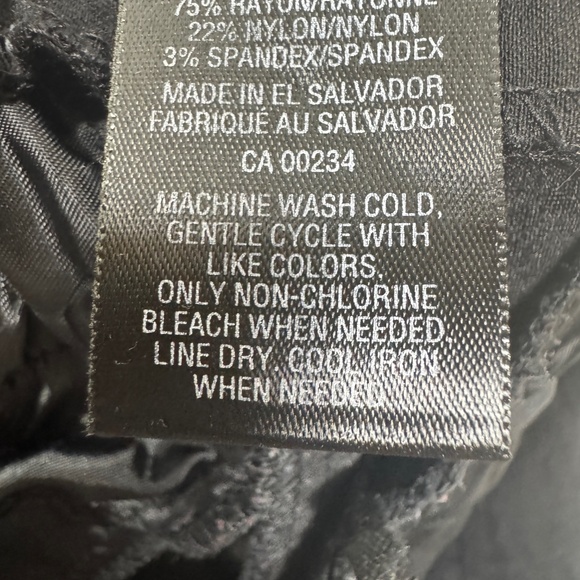 75% RAYON/RAYONNE
22% NYLON/NYLON
3% SPANDEX/SPANDEX
MADE IN EL SALVADOR
FABRIQUÉ AU SALVADOR
CA 00234
MACHINE WASH COLD,
GENTLE CYCLE WITH
LIKE COLORS,
ONLY NON-CHLORINE
BLEACH WHEN NEEDED,
LINE DRY, COOL IRON
WHEN NEEDED.